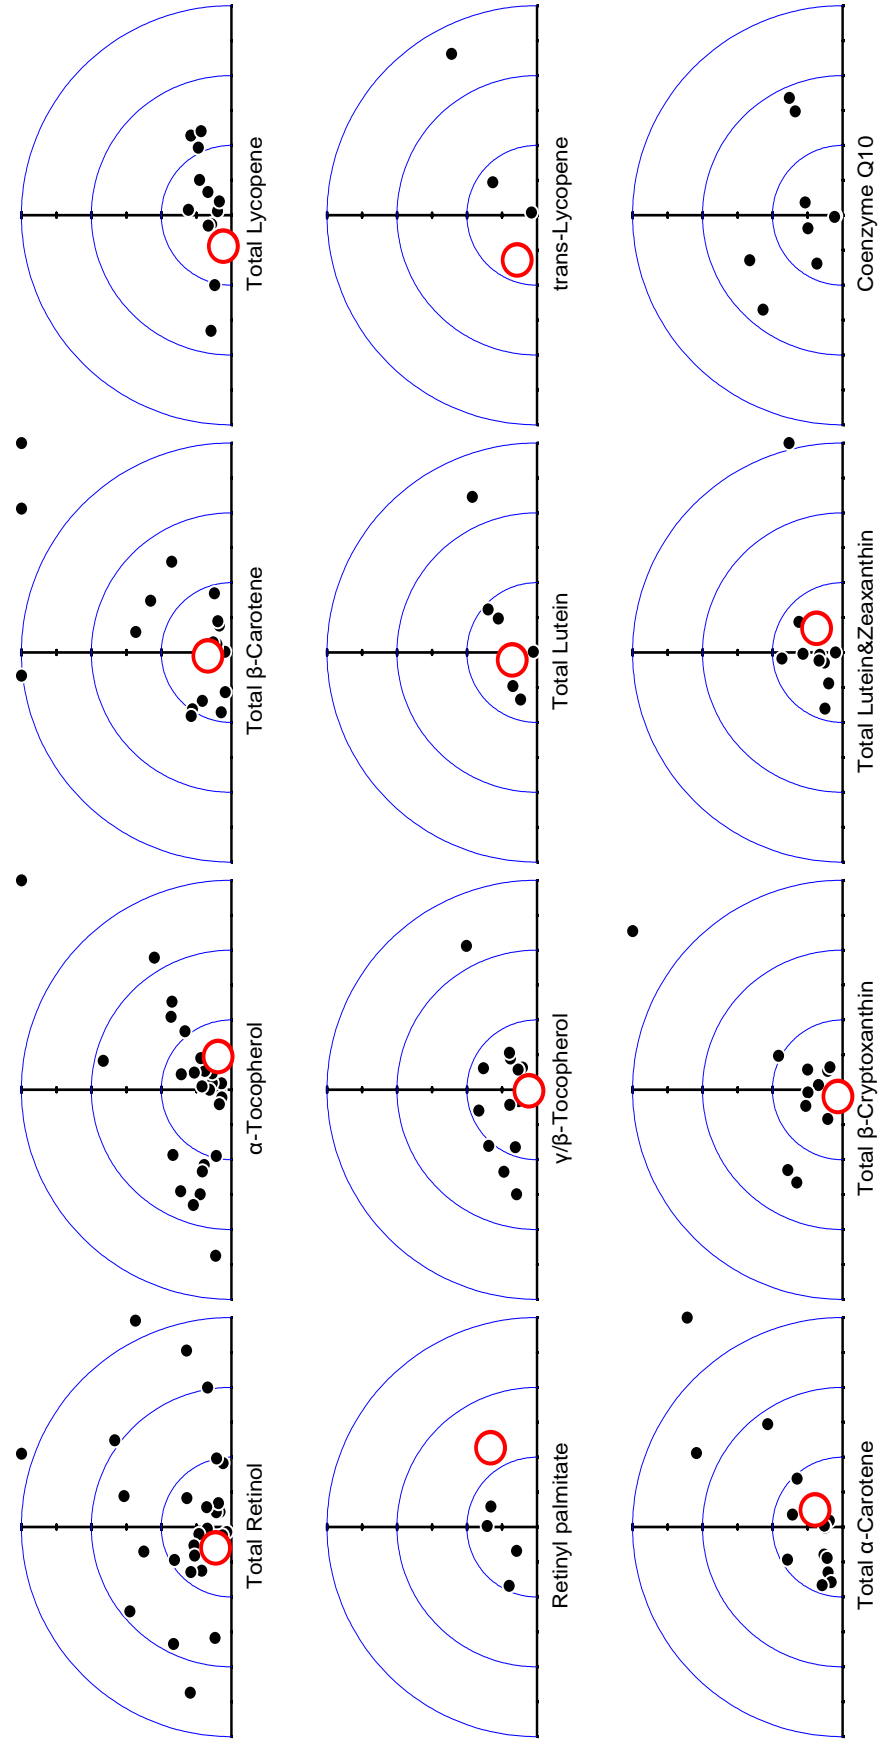 Total Retinol
α-Tocopherol
Total β-Carotene
Total Lycopene
Retinyl palmitate
γ/β-Tocopherol
Total Lutein
trans-Lycopene
Total α-Carotene
Total β-Cryptoxanthin
Total Lutein&Zeaxanthin
Coenzyme Q10